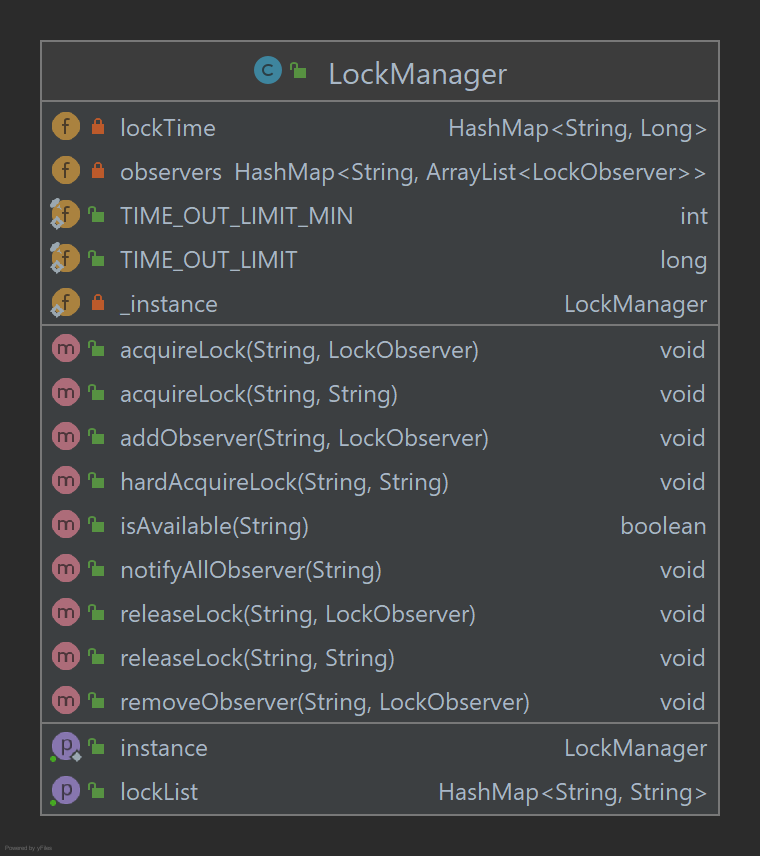 C LockManager
f lockTime HashMap<String, Long>
f observers HashMap<String, ArrayList<LockObserver>>
f TIME_OUT_LIMIT_MIN int
f TIME_OUT_LIMIT long
f _instance LockManager
m acquireLock(String, LockObserver) void
m acquireLock(String, String) void
m addObserver(String, LockObserver) void
m hardAcquireLock(String, String) void
m isAvailable(String) boolean
m notifyAllObserver(String) void
m releaseLock(String, LockObserver) void
m releaseLock(String, String) void
m removeObserver(String, LockObserver) void
p instance LockManager
p lockList HashMap<String, String>
Powered by yFiles